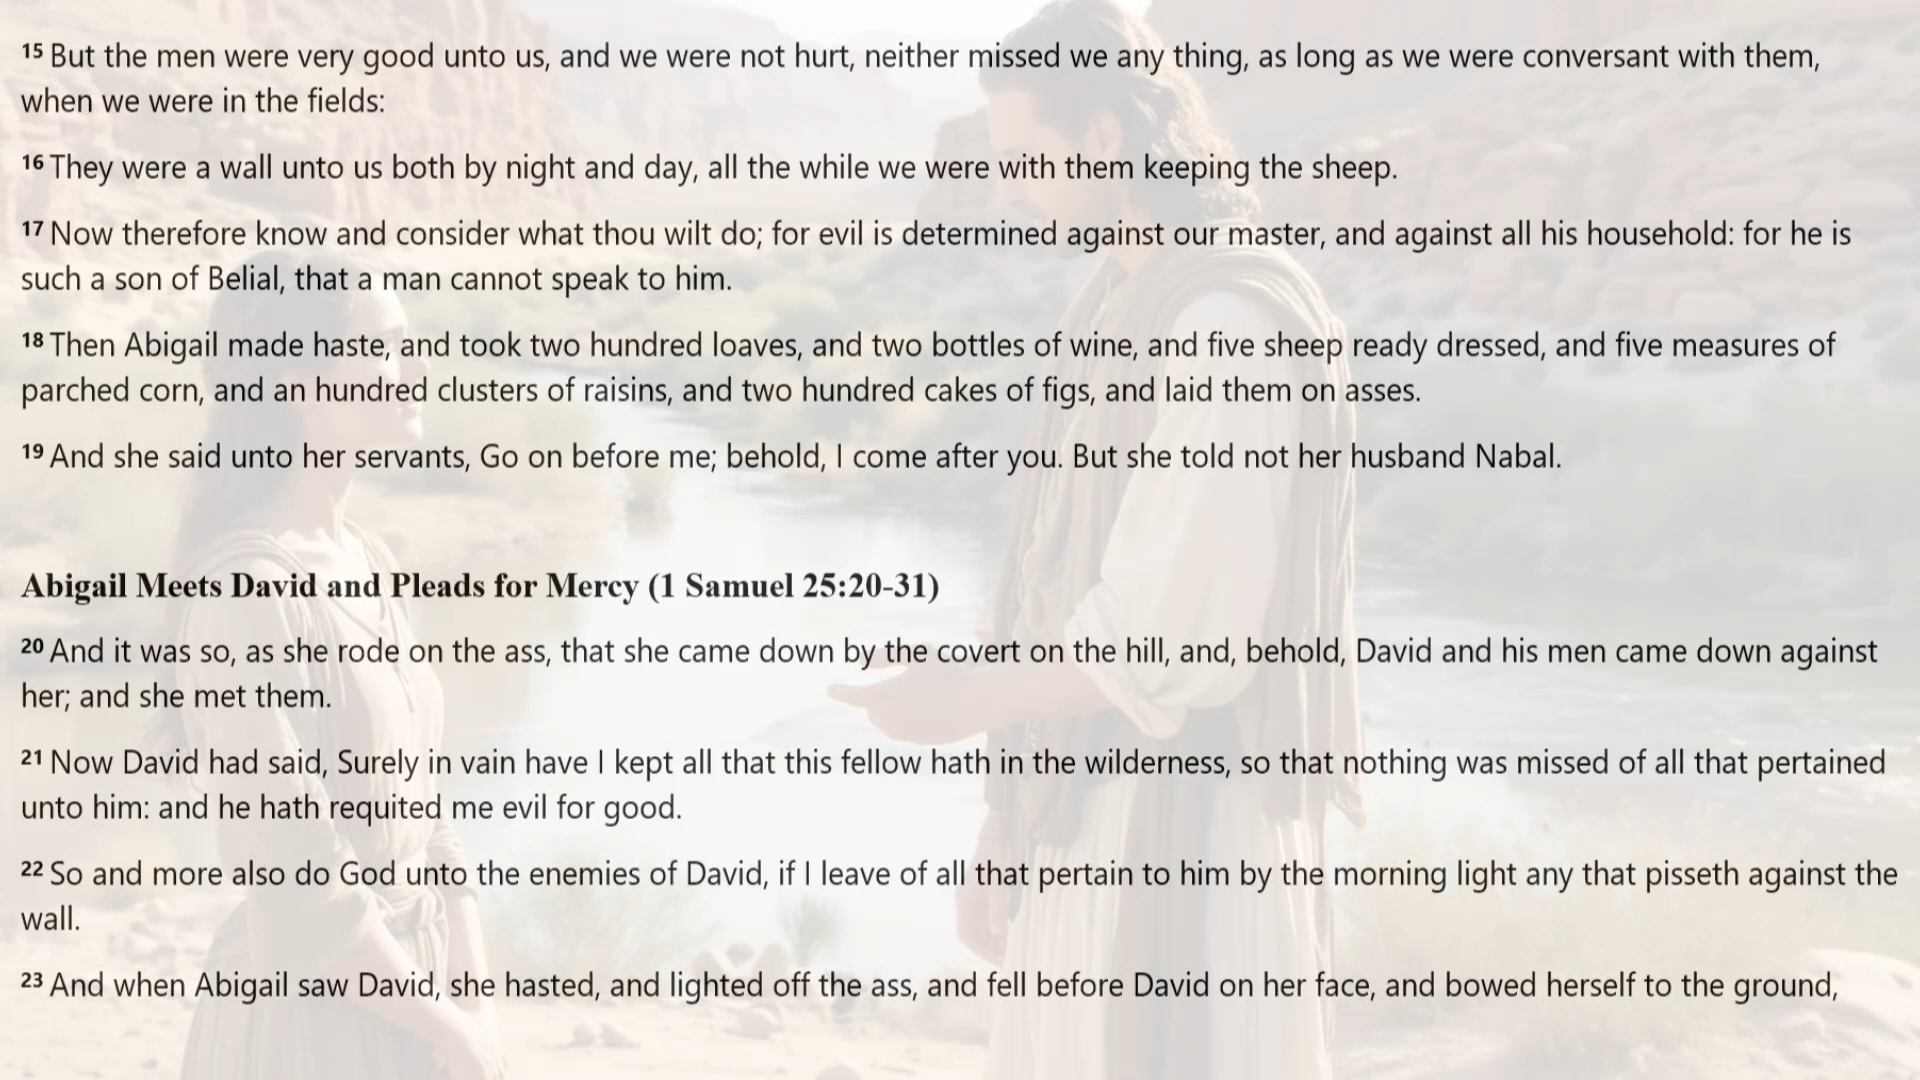 15 But the men were very good unto us, and we were not hurt, neither missed we any thing, as long as we were conversant with them,
when we were in the fields:
16 They were a wall unto us both by night and day, all the while we were with them keeping the sheep.
17 Now therefore know and consider what thou wilt do; for evil is determined against our master, and against all his household: for he is
such a son of Belial, that a man cannot speak to him.
18 Then Abigail made haste, and took two hundred loaves, and two bottles of wine, and five sheep ready dressed, and five measures of
parched corn, and an hundred clusters of raisins, and two hundred cakes of figs, and laid them on asses.
19 And she said unto her servants, Go on before me; behold, I come after you. But she told not her husband Nabal.
Abigail Meets David and Pleads for Mercy (1 Samuel 25:20-31)
20 And it was so, as she rode on the ass, that she came down by the covert on the hill, and, behold, David and his men came down against
her; and she met them.
21 Now David had said, Surely in vain have I kept all that this fellow hath in the wilderness, so that nothing was missed of all that pertained
unto him: and he hath requited me evil for good.
22 So and more also do God unto the enemies of David, if I leave of all that pertain to him by the morning light any that pisseth against the
wall.
23 And when Abigail saw David, she hasted, and lighted off the ass, and fell before David on her face, and bowed herself to the ground,